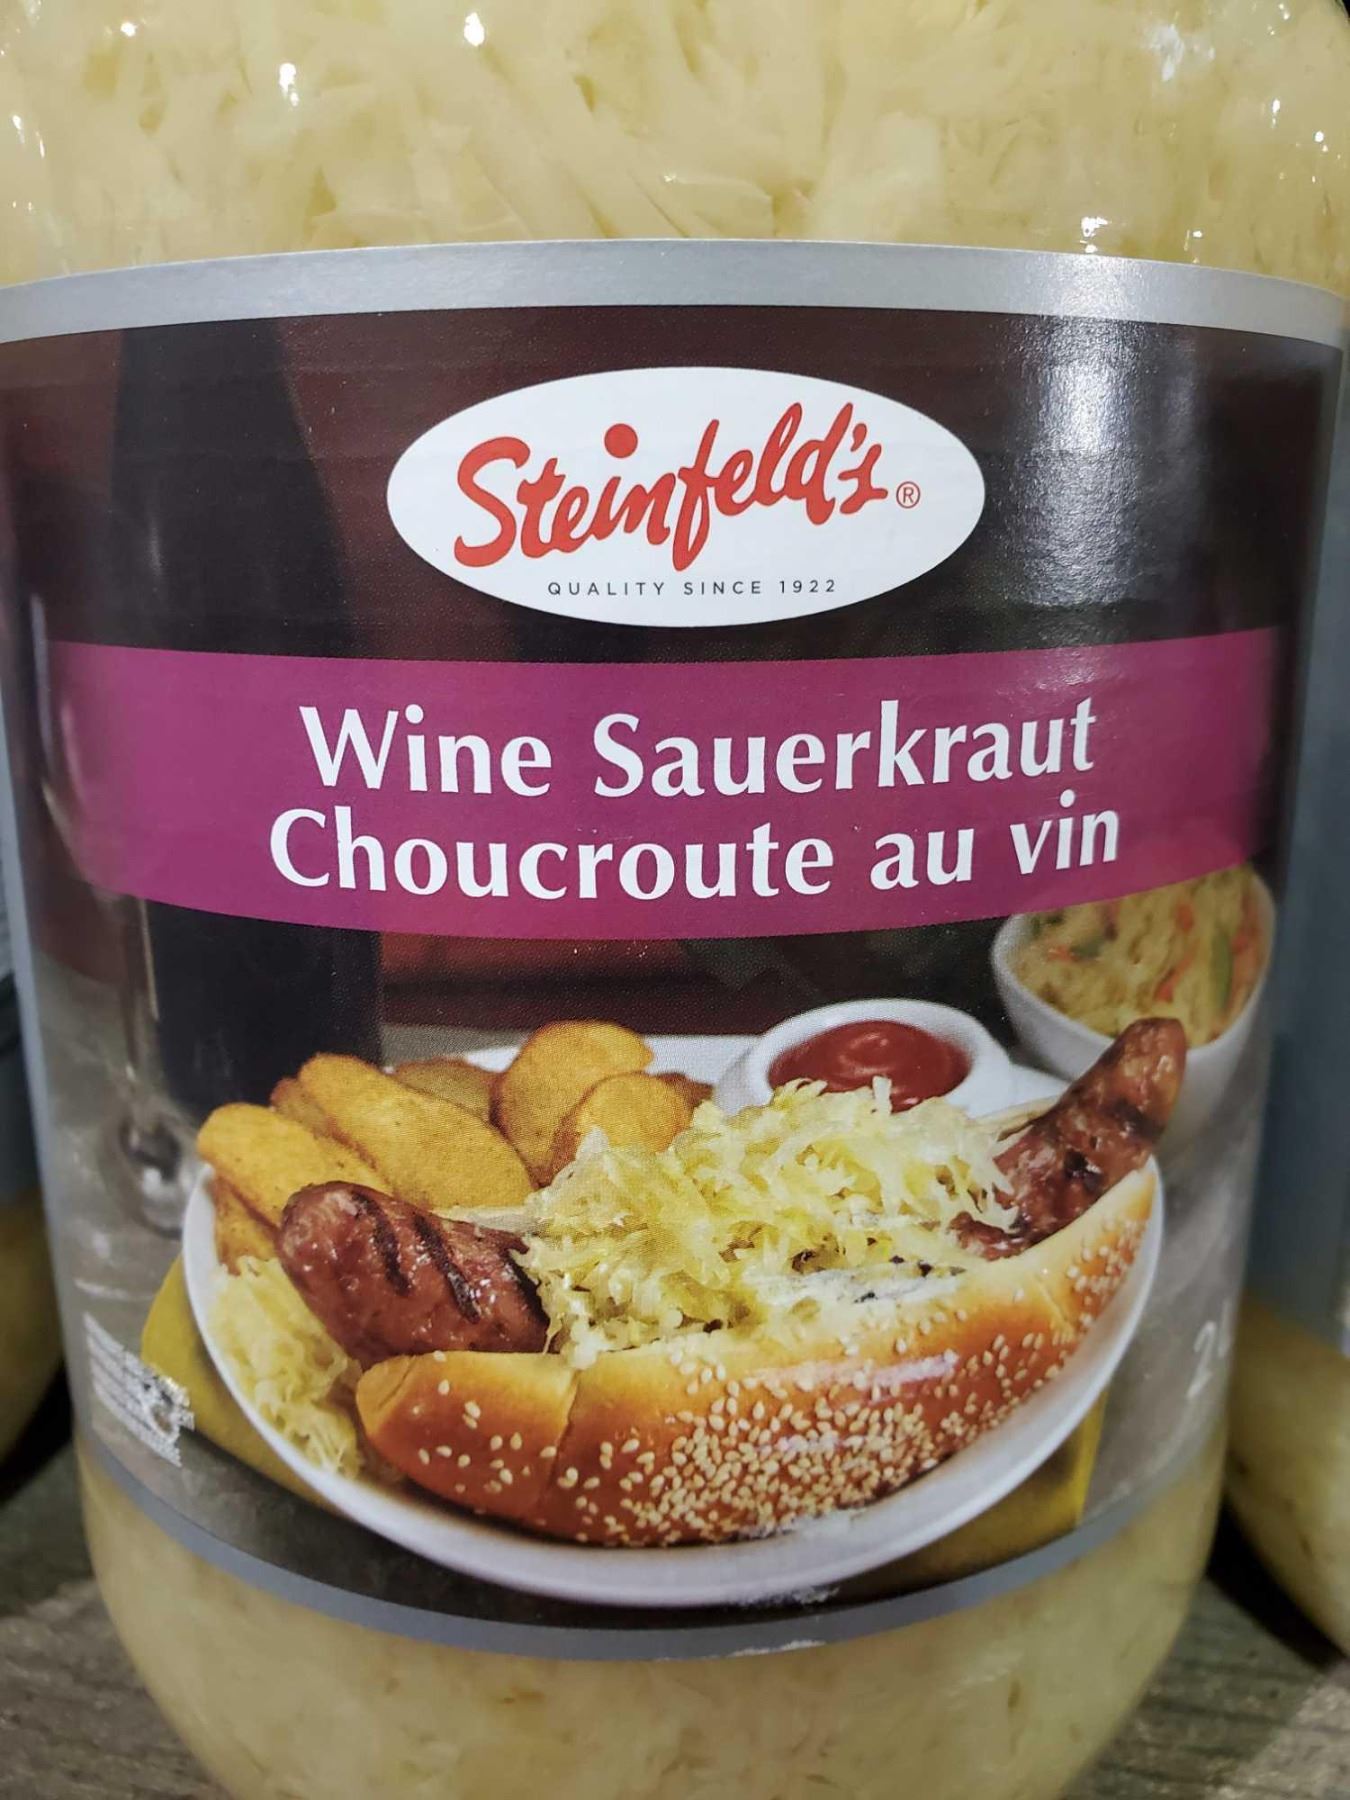 Steinfeld's®
QUALITY SINCE 1922
Wine Sauerkraut
Choucroute au vin